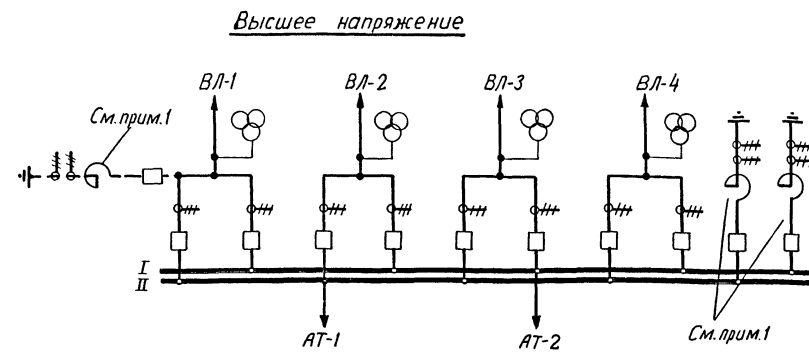 Высшее напряжение
ВЛ-1
ВЛ-2
ВЛ-3
ВЛ-4
См. прим. 1
I
II
АТ-1
АТ-2
См. прим. 1